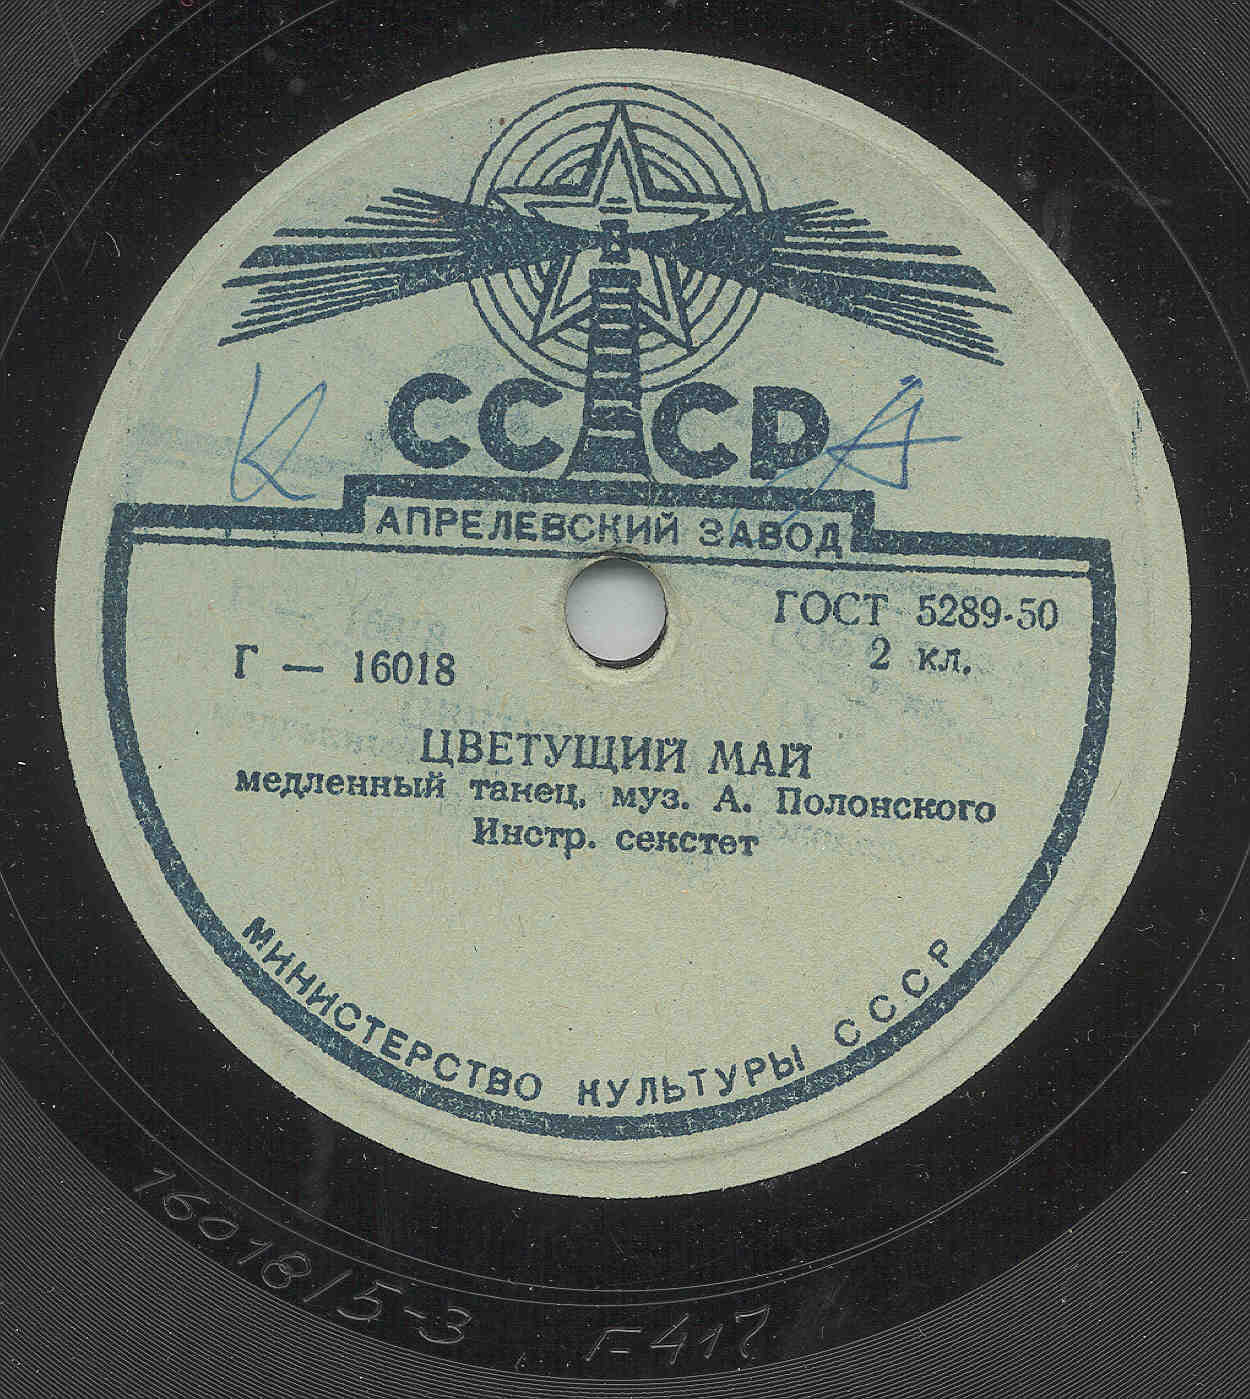 СССР
К А
АПРЕЛЕВСКИЙ ЗАВОД
ГОСТ 5289-50
2 кл.
Г — 16018
ЦВЕТУЩИЙ МАЙ
медленный танец, муз. А. Полонского
Инстр. секстет
МИНИСТЕРСТВО КУЛЬТУРЫ СССР
16018/5-3 Г-417